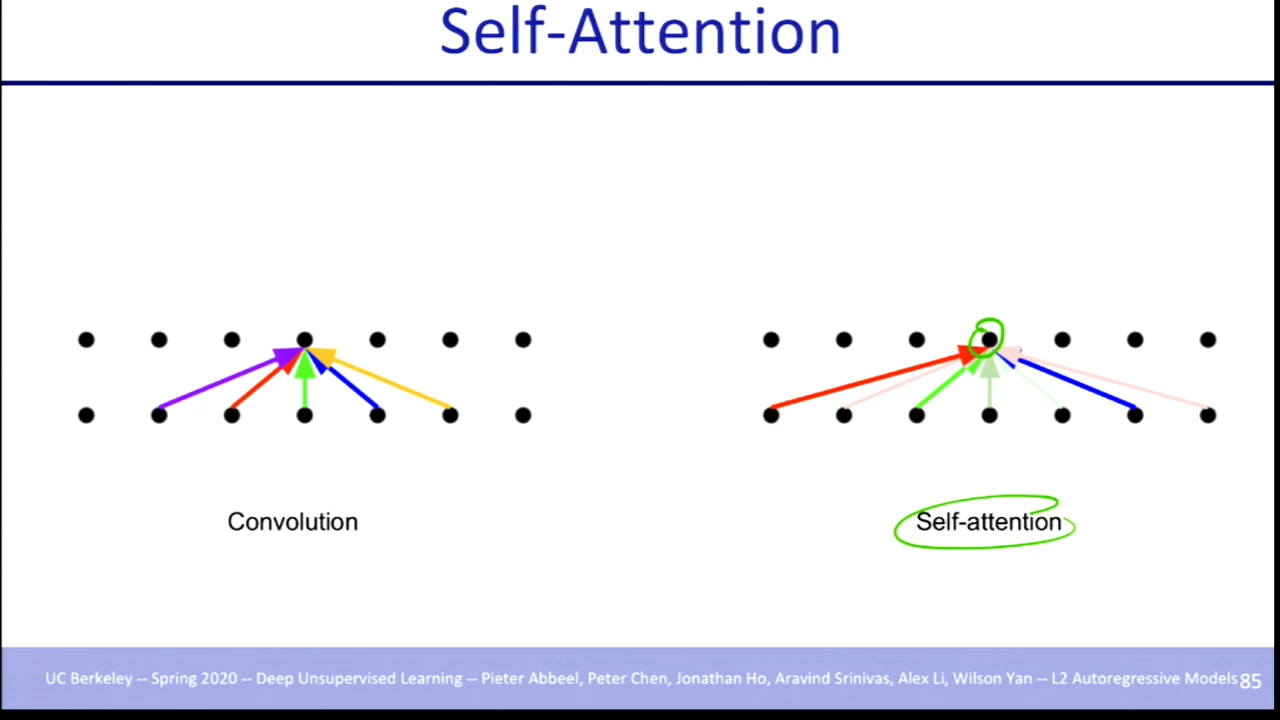 Self-Attention
Convolution
Self-attention
UC Berkeley -- Spring 2020 -- Deep Unsupervised Learning -- Pieter Abbeel, Peter Chen, Jonathan Ho, Aravind Srinivas, Alex Li, Wilson Yan -- L2 Autoregressive Models 85